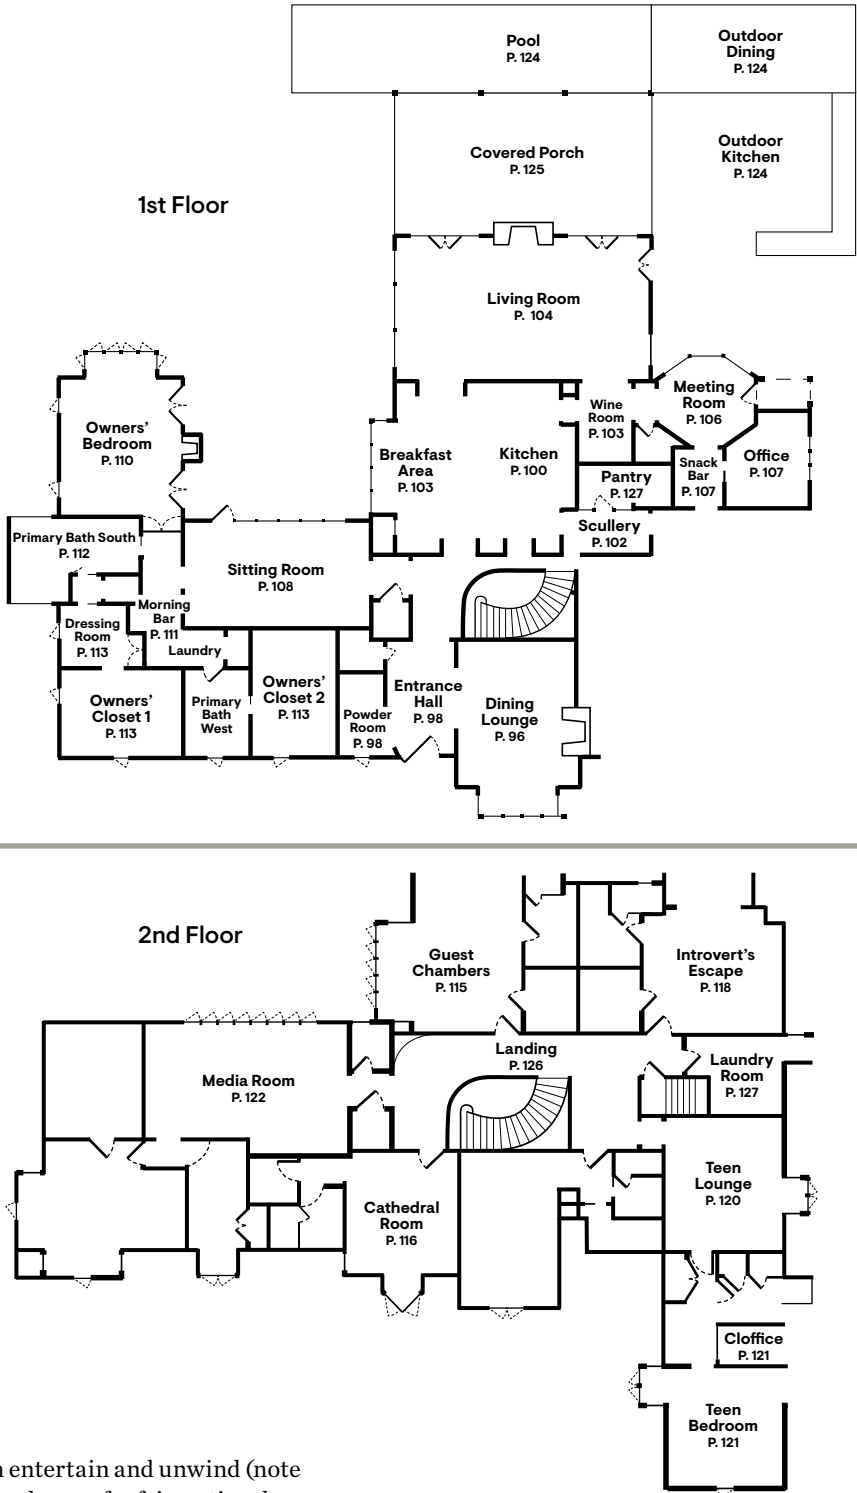 Pool
P. 124
Outdoor
Dining
P. 124
Covered Porch
P. 125
Outdoor
Kitchen
P. 124
1st Floor
Living Room
P. 104
Owners’
Bedroom
P. 110
Breakfast
Area
P. 103
Kitchen
P. 100
Wine
Room
P. 103
Meeting
Room
P. 106
Pantry
P. 127
Snack
Bar
P. 107
Office
P. 107
Scullery
P. 102
Primary Bath South
P. 112
Sitting Room
P. 108
Morning
Bar
P. 111
Dressing
Room
P. 113
Laundry
Owners’
Closet 1
P. 113
Primary
Bath
West
Owners’
Closet 2
P. 113
Powder
Room
P. 98
Entrance
Hall
P. 98
Dining
Lounge
P. 96
2nd Floor
Guest
Chambers
P. 115
Introvert’s
Escape
P. 118
Landing
P. 126
Media Room
P. 122
Laundry
Room
P. 127
Cathedral
Room
P. 116
Teen
Lounge
P. 120
Cloffice
P. 121
Teen
Bedroom
P. 121
entertain and unwind (note